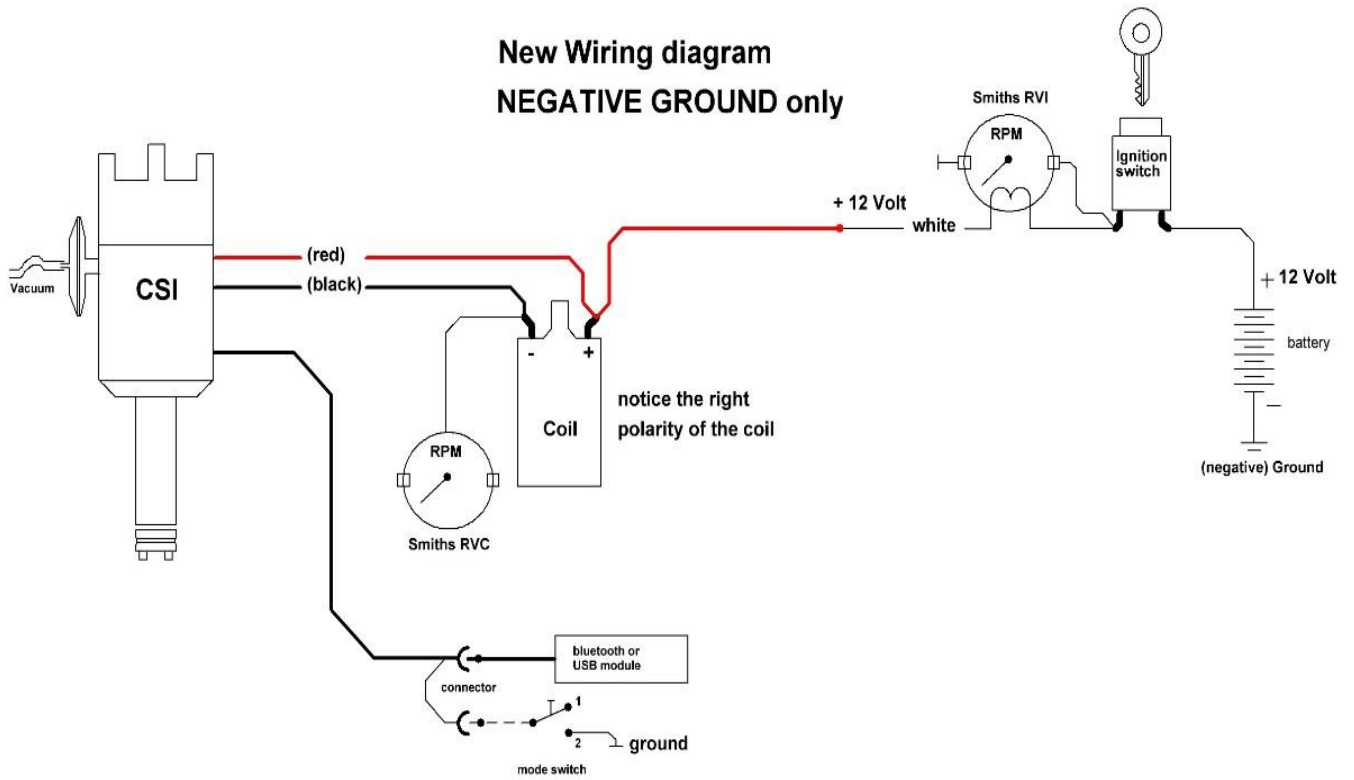 New Wiring diagram
NEGATIVE GROUND only
Smiths RVI
RPM
Ignition
switch
+ 12 Volt
white
(red)
(black)
CSI
Vacuum
+ 12 Volt
battery
−
(negative) Ground
- +
Coil
notice the right
polarity of the coil
RPM
Smiths RVC
bluetooth or
USB module
connector
1
2
ground
mode switch